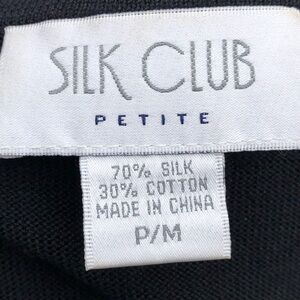 SILK CLUB
PETITE
70% SILK
30% COTTON
MADE IN CHINA
P/M